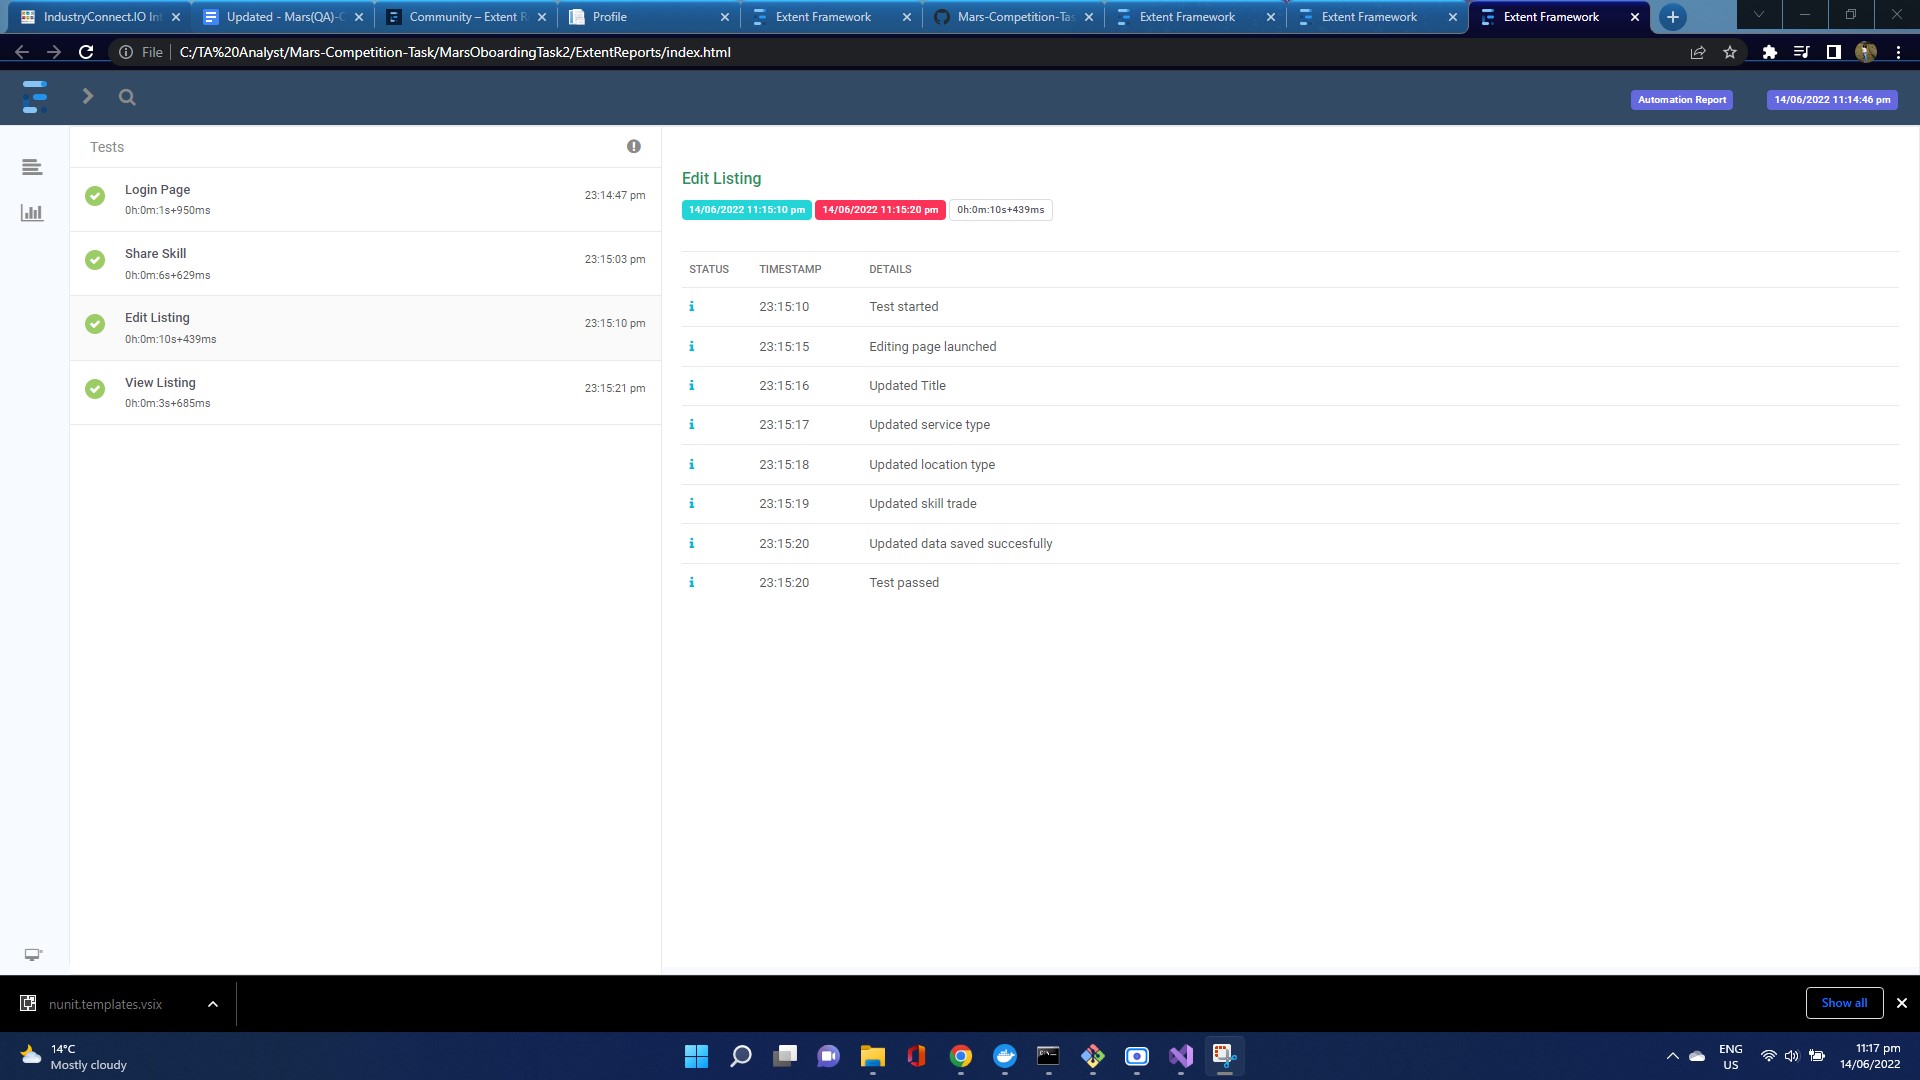 IndustryConnect.IO Int
Updated - Mars(QA)-C
Community – Extent R
Profile
Extent Framework
Mars-Competition-Tas
Extent Framework
Extent Framework
Extent Framework
File
C:/TA%20Analyst/Mars-Competition-Task/MarsOboardingTask2/ExtentReports/index.html
Automation Report
14/06/2022 11:14:46 pm
Tests
Login Page
23:14:47 pm
0h:0m:1s+950ms
Share Skill
23:15:03 pm
0h:0m:6s+629ms
Edit Listing
23:15:10 pm
0h:0m:10s+439ms
View Listing
23:15:21 pm
0h:0m:3s+685ms
Edit Listing
14/06/2022 11:15:10 pm 14/06/2022 11:15:20 pm 0h:0m:10s+439ms
STATUS TIMESTAMP DETAILS
23:15:10 Test started
23:15:15 Editing page launched
23:15:16 Updated Title
23:15:17 Updated service type
23:15:18 Updated location type
23:15:19 Updated skill trade
23:15:20 Updated data saved succesfully
23:15:20 Test passed
nunit.templates.vsix
Show all
14°C
Mostly cloudy
ENG
US
11:17 pm
14/06/2022